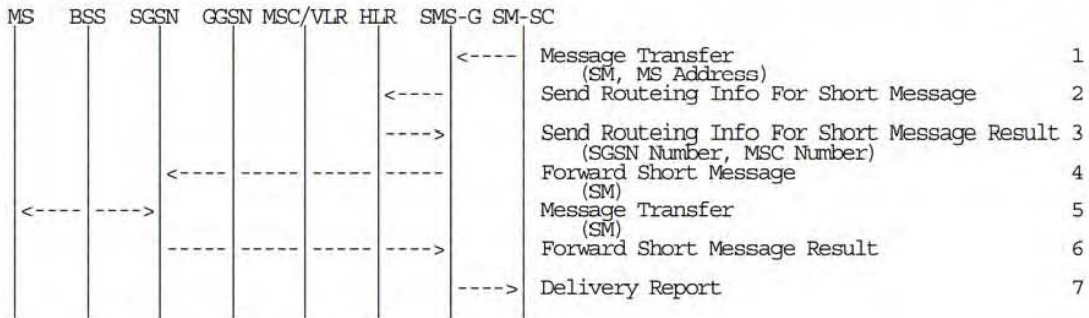 MS BSS SGSN GGSN MSC/VLR HLR SMS-G SM-SC
Message Transfer 1
(SM, MS Address)
Send Routeing Info For Short Message 2
Send Routeing Info For Short Message Result 3
(SGSN Number, MSC Number)
Forward Short Message 4
(SM)
Message Transfer 5
(SM)
Forward Short Message Result 6
Delivery Report 7